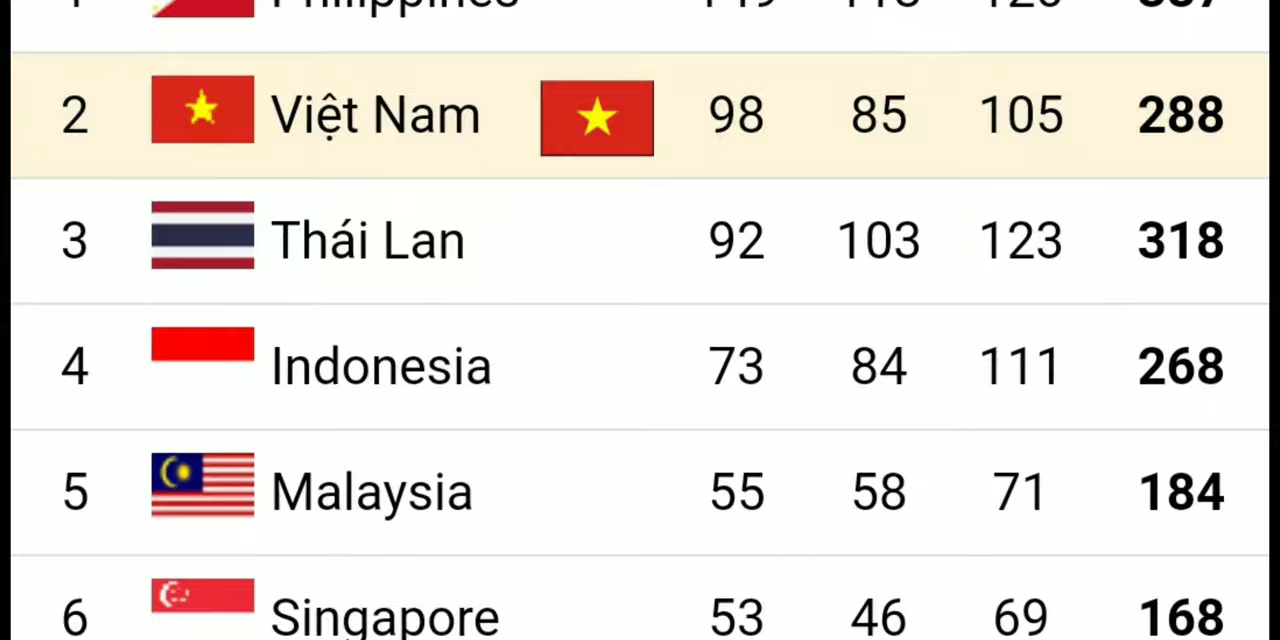 Philippines
2 Việt Nam 98 85 105 288
3 Thái Lan 92 103 123 318
4 Indonesia 73 84 111 268
5 Malaysia 55 58 71 184
6 Singapore 53 46 69 168